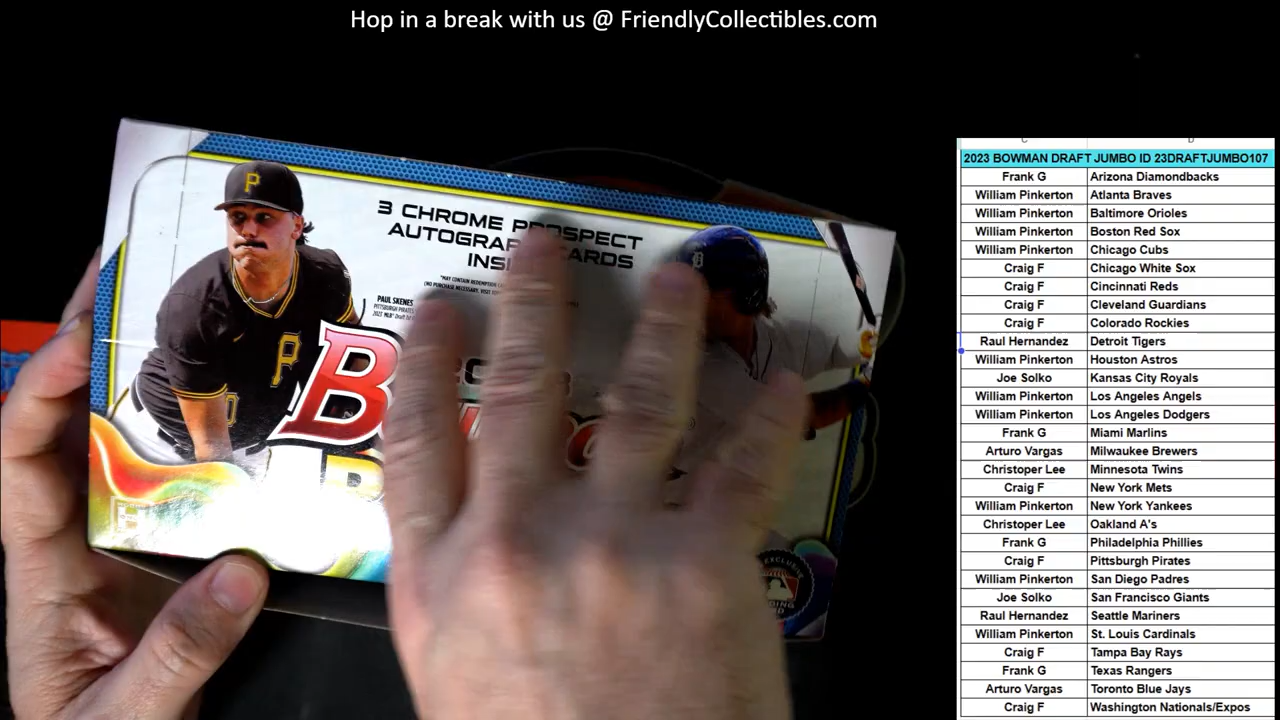 Hop in a break with us @ FriendlyCollectibles.com
3 CHROME PROSPECT
AUTOGRAP CARDS
INSI
PAUL SKENES
PITTSBURGH PIRATES
P
B
2023 BOWMAN DRAFT JUMBO ID 23DRAFTJUMBO107
Frank G Arizona Diamondbacks
William Pinkerton Atlanta Braves
William Pinkerton Baltimore Orioles
William Pinkerton Boston Red Sox
William Pinkerton Chicago Cubs
Craig F Chicago White Sox
Craig F Cincinnati Reds
Craig F Cleveland Guardians
Craig F Colorado Rockies
Raul Hernandez Detroit Tigers
William Pinkerton Houston Astros
Joe Solko Kansas City Royals
William Pinkerton Los Angeles Angels
William Pinkerton Los Angeles Dodgers
Frank G Miami Marlins
Arturo Vargas Milwaukee Brewers
Christoper Lee Minnesota Twins
Craig F New York Mets
William Pinkerton New York Yankees
Christoper Lee Oakland A's
Frank G Philadelphia Phillies
Craig F Pittsburgh Pirates
William Pinkerton San Diego Padres
Joe Solko San Francisco Giants
Raul Hernandez Seattle Mariners
William Pinkerton St. Louis Cardinals
Craig F Tampa Bay Rays
Frank G Texas Rangers
Arturo Vargas Toronto Blue Jays
Craig F Washington Nationals/Expos